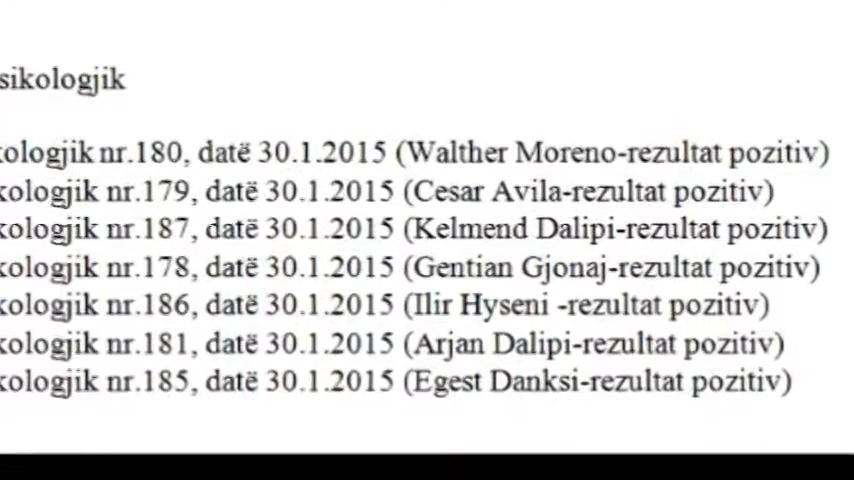 sikologjik
kologjik nr.180, datë 30.1.2015 (Walther Moreno-rezultat pozitiv)
kologjik nr.179, datë 30.1.2015 (Cesar Avila-rezultat pozitiv)
kologjik nr.187, datë 30.1.2015 (Kelmend Dalipi-rezultat pozitiv)
kologjik nr.178, datë 30.1.2015 (Gentian Gjonaj-rezultat pozitiv)
kologjik nr.186, datë 30.1.2015 (Ilir Hyseni -rezultat pozitiv)
kologjik nr.181, datë 30.1.2015 (Arjan Dalipi-rezultat pozitiv)
kologjik nr.185, datë 30.1.2015 (Egest Danksi-rezultat pozitiv)